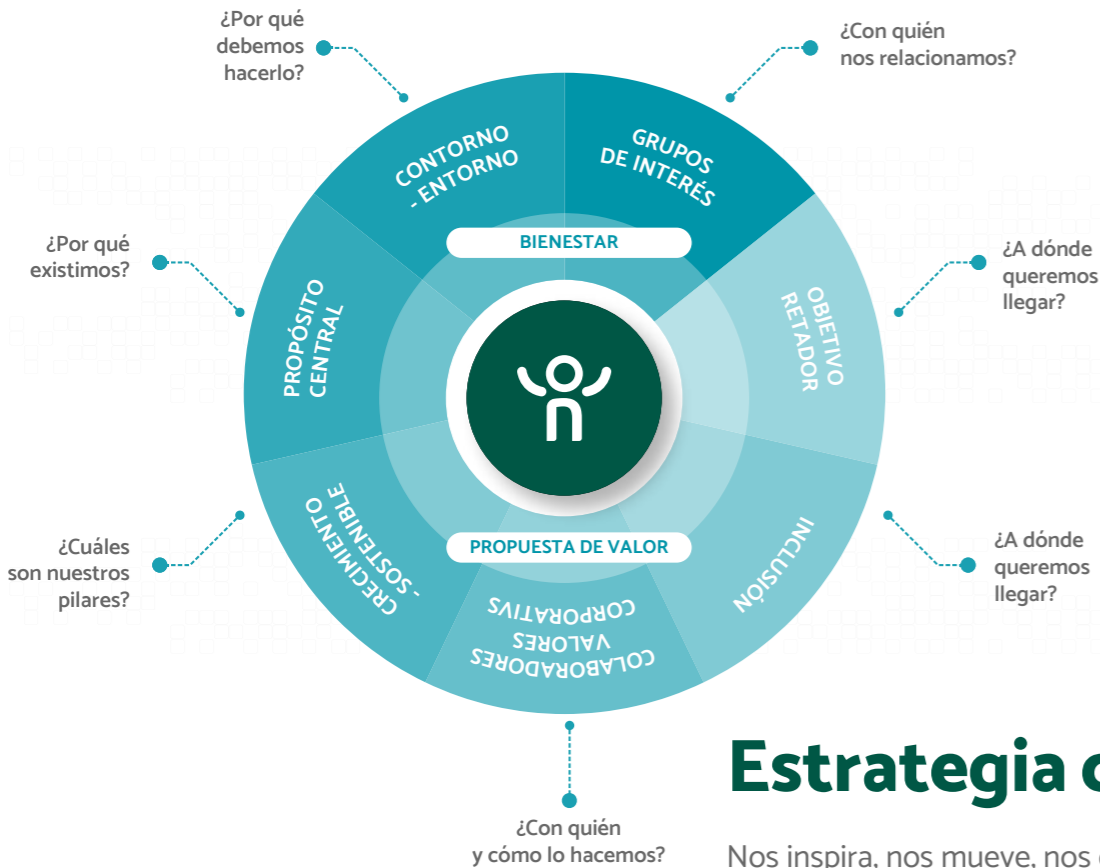 ¿Por qué
debemos
hacerlo?
¿Con quién
nos relacionamos?
CONTORNO
- ENTORNO
GRUPOS
DE INTERÉS
¿Por qué
existimos?
BIENESTAR
¿A dónde
queremos
llegar?
PROPÓSITO
CENTRAL
OBJETIVO
RETADOR
¿Cuáles
son nuestros
pilares?
CRECIMIENTO
- SOSTENIBLE
PROPUESTA DE VALOR
INCLUSIÓN
¿A dónde
queremos
llegar?
COLABORADORES
VALORES
CORPORATIVS
¿Con quién
y cómo lo hacemos?
Estrategia
Nos inspira, nos mueve, nos